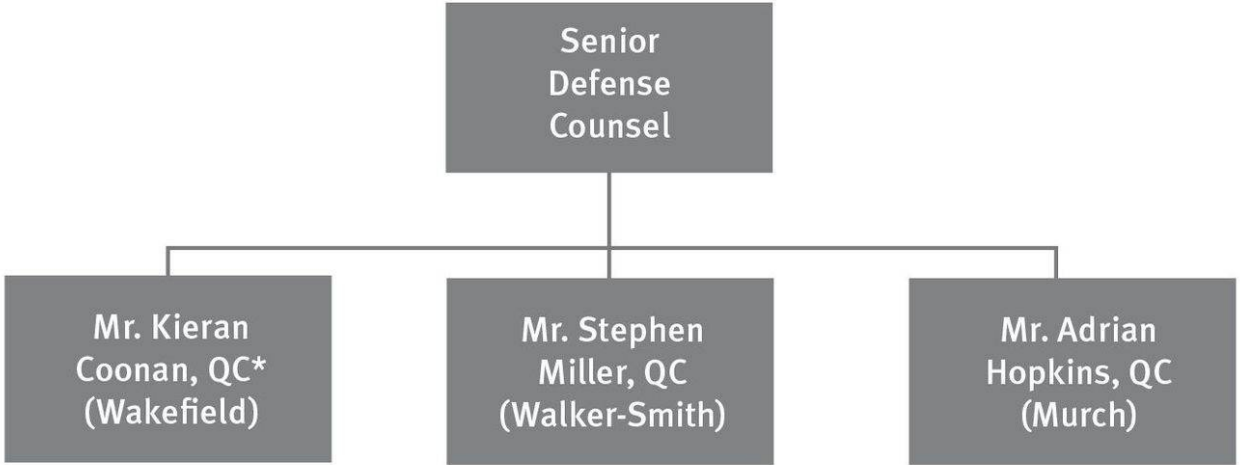 Senior
Defense
Counsel
Mr. Kieran
Coonan, QC*
(Wakefield)
Mr. Stephen
Miller, QC
(Walker-Smith)
Mr. Adrian
Hopkins, QC
(Murch)